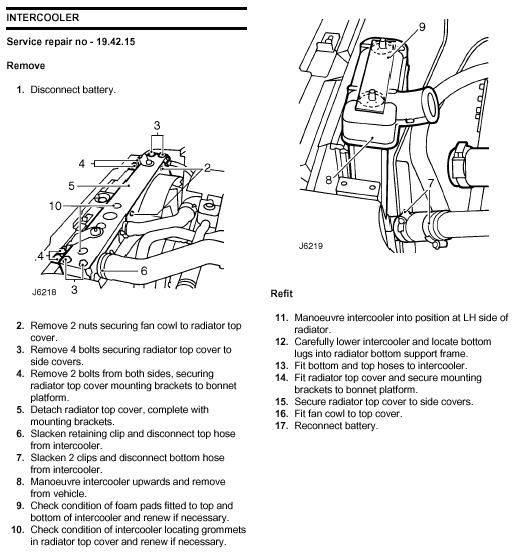 INTERCOOLER
Service repair no - 19.42.15
Remove
1. Disconnect battery.
3
4
2
5
10
4
6
J6218
3
2. Remove 2 nuts securing fan cowl to radiator top
cover.
3. Remove 4 bolts securing radiator top cover to
side covers.
4. Remove 2 bolts from both sides, securing
radiator top cover mounting brackets to bonnet
platform.
5. Detach radiator top cover, complete with
mounting brackets.
6. Slacken retaining clip and disconnect top hose
from intercooler.
7. Slacken 2 clips and disconnect bottom hose
from intercooler.
8. Manoeuvre intercooler upwards and remove
from vehicle.
9. Check condition of foam pads fitted to top and
bottom of intercooler and renew if necessary.
10. Check condition of intercooler locating grommets
in radiator top cover and renew if necessary.
9
8
7
J6219
Refit
11. Manoeuvre intercooler into position at LH side of
radiator.
12. Carefully lower intercooler and locate bottom
lugs into radiator bottom support frame.
13. Fit bottom and top hoses to intercooler.
14. Fit radiator top cover and secure mounting
brackets to bonnet platform.
15. Secure radiator top cover to side covers.
16. Fit fan cowl to top cover.
17. Reconnect battery.